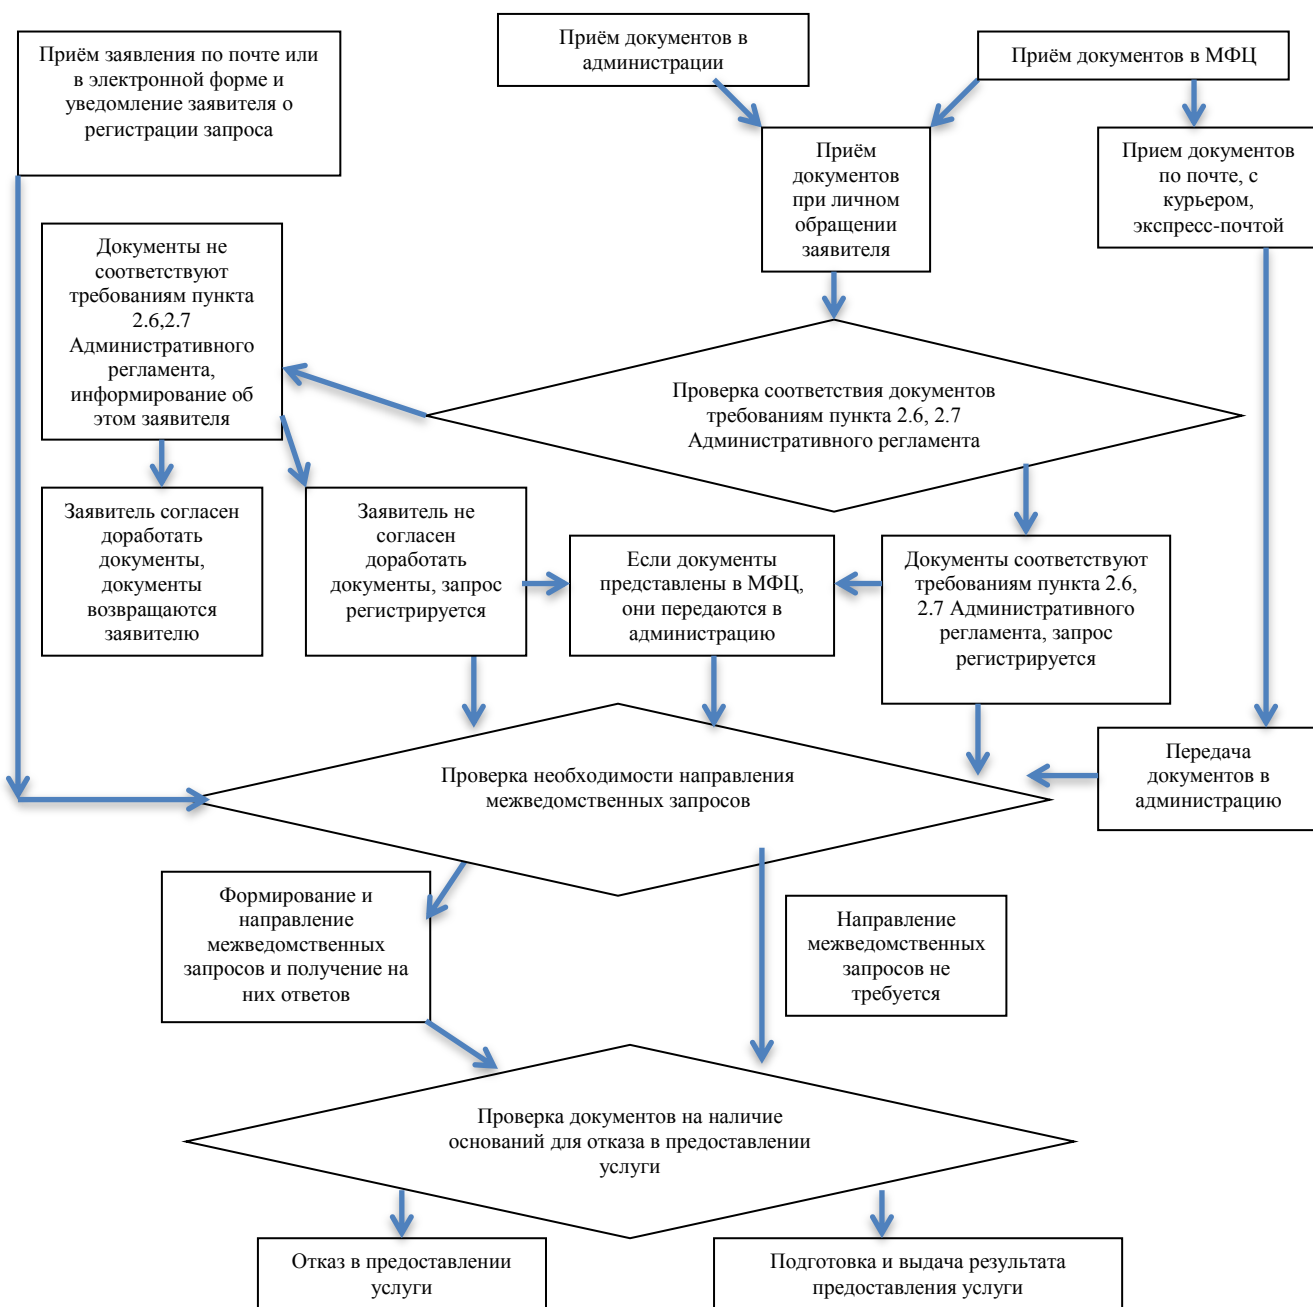 Приём заявления по почте или
в электронной форме и
уведомление заявителя о
регистрации запроса
Приём документов в
администрации
Приём документов в МФЦ
Приём
документов
при личном
обращении
заявителя
Прием документов
по почте, с
курьером,
экспресс-почтой
Документы не
соответствуют
требованиям пункта
2.6,2.7
Административного
регламента,
информирование об
этом заявителя
Проверка соответствия документов
требованиям пункта 2.6, 2.7
Административного регламента
Заявитель согласен
доработать
документы,
документы
возвращаются
заявителю
Заявитель не
согласен
доработать
документы, запрос
регистрируется
Если документы
представлены в МФЦ,
они передаются в
администрацию
Документы соответствуют
требованиям пункта 2.6,
2.7 Административного
регламента, запрос
регистрируется
Проверка необходимости направления
межведомственных запросов
Передача
документов в
администрацию
Формирование и
направление
межведомственных
запросов и получение на
них ответов
Направление
межведомственных
запросов не
требуется
Проверка документов на наличие
оснований для отказа в предоставлении
услуги
Отказ в предоставлении
услуги
Подготовка и выдача результата
предоставления услуги